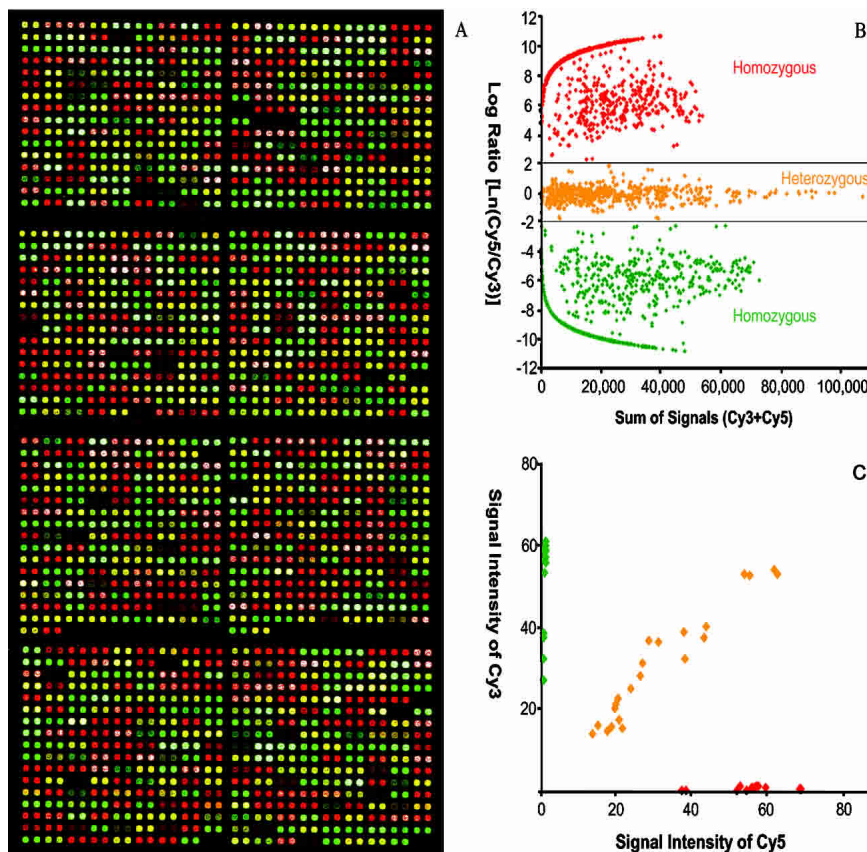 A
B
Log Ratio [Ln(Cy5/Cy3)]
12
10
8
6
4
2
0
-2
-4
-6
-8
-10
-12
Homozygous
Heterozygous
Homozygous
0
20,000
40,000
60,000
80,000
100,000
Sum of Signals (Cy3+Cy5)
C
Signal Intensity of Cy3
80
60
40
20
0
20
40
60
80
Signal Intensity of Cy5